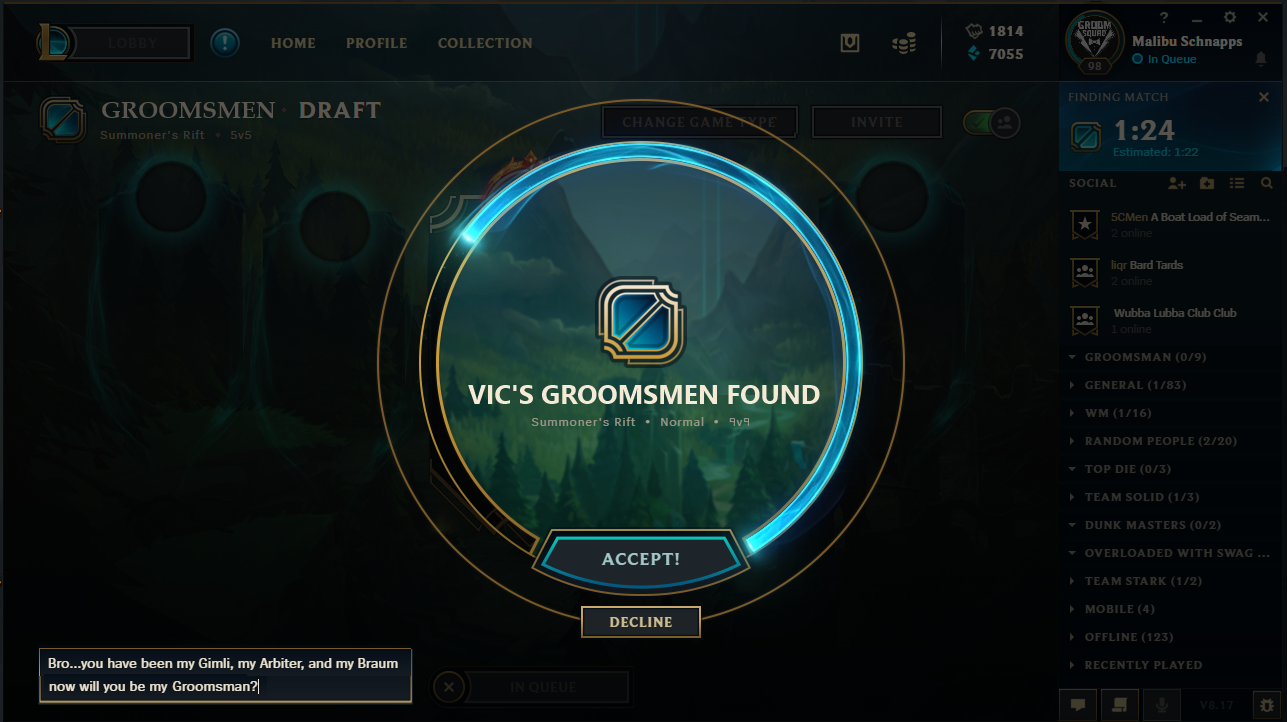 LOBBY
HOME
PROFILE
COLLECTION
1814
7055
?
GROOM
SQUAD
98
Malibu Schnapps
In Queue
GROOMSMEN · DRAFT
Summoner's Rift • 5v5
CHANGE GAME TYPE
INVITE
FINDING MATCH
1:24
Estimated: 1:22
SOCIAL
5CMen A Boat Load of Seam...
2 online
liqr Bard Tards
2 online
Wubba Lubba Club Club
1 online
GROOMSMAN (0/9)
GENERAL (1/83)
WM (1/16)
RANDOM PEOPLE (2/20)
TOP DIE (0/3)
TEAM SOLID (1/3)
DUNK MASTERS (0/2)
OVERLOADED WITH SWAG ...
TEAM STARK (1/2)
MOBILE (4)
OFFLINE (123)
RECENTLY PLAYED
VIC'S GROOMSMEN FOUND
Summoner's Rift • Normal • 9v9
ACCEPT!
DECLINE
Bro...you have been my Gimli, my Arbiter, and my Braum
now will you be my Groomsman?
IN QUEUE
V8.17